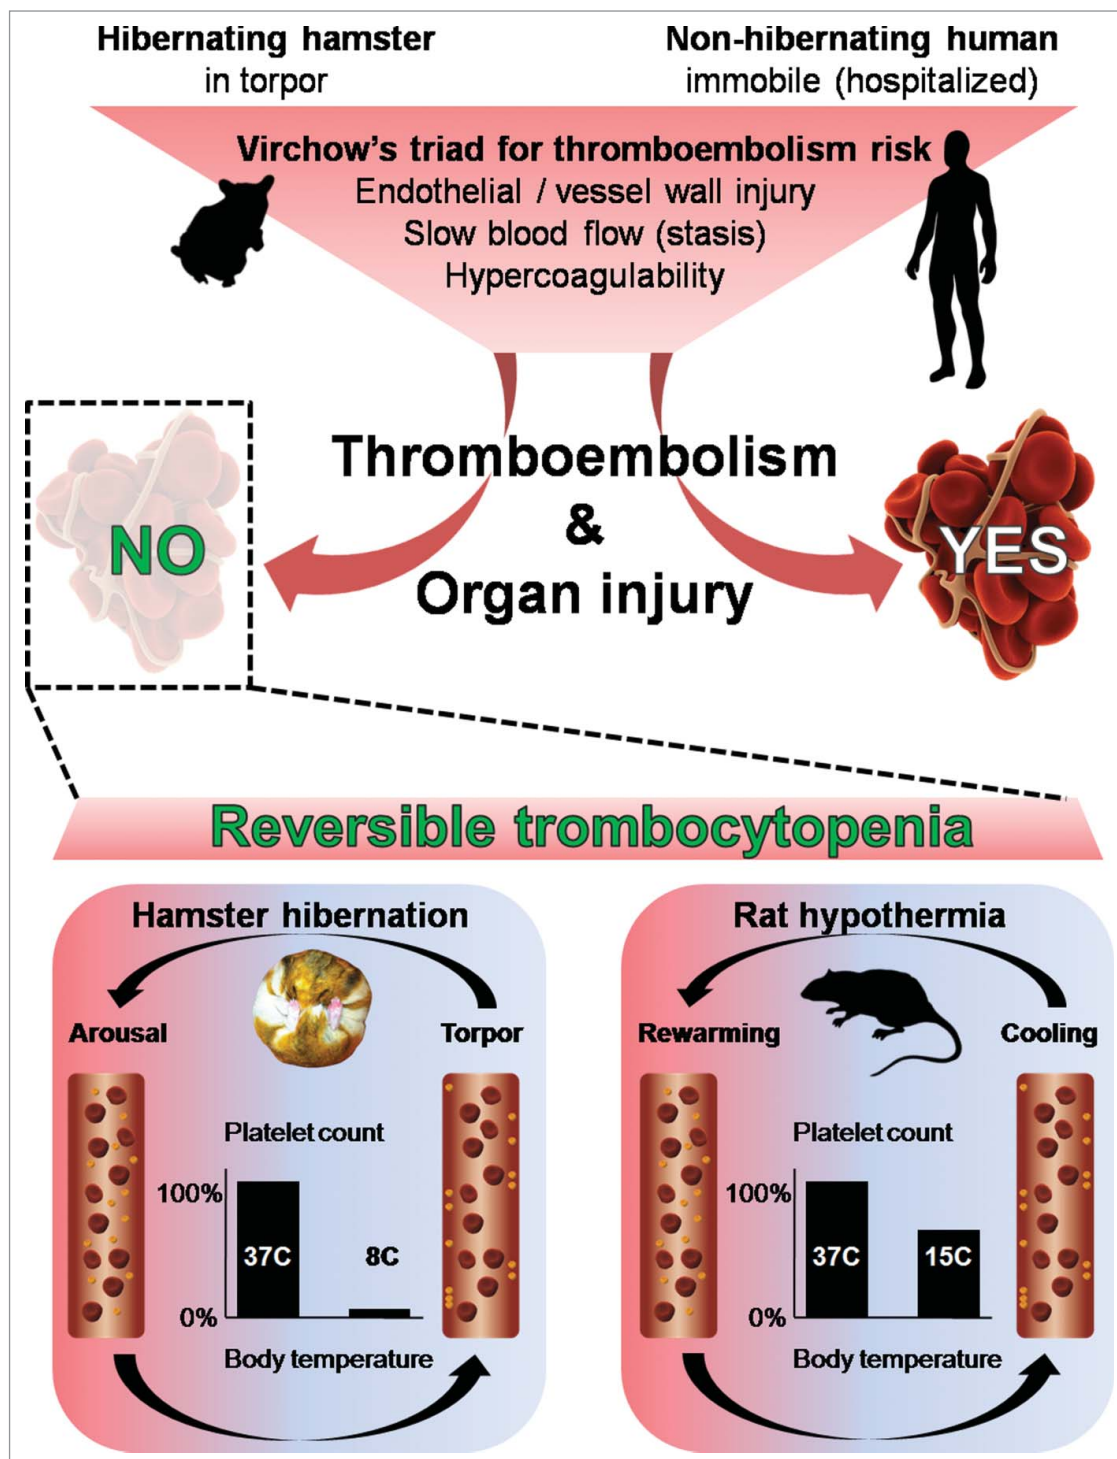 Hibernating hamster
in torpor
Non-hibernating human
immobile (hospitalized)
Virchow's triad for thromboembolism risk
Endothelial / vessel wall injury
Slow blood flow (stasis)
Hypercoagulability
Thromboembolism
&
Organ injury
NO
YES
Reversible trombocytopenia
Hamster hibernation
Arousal
Torpor
Platelet count
100%
37C
8C
0%
Body temperature
Rat hypothermia
Rewarming
Cooling
Platelet count
100%
37C
15C
0%
Body temperature